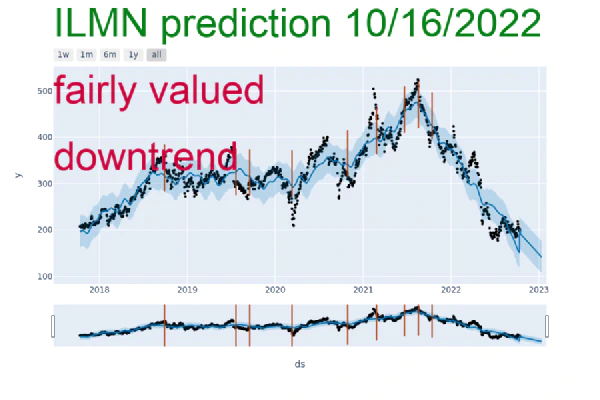 ILMN prediction 10/16/2022
1w 1m 6m 1y all
fairly valued
downtrend
500
400
300
200
100
y
2018 2019 2020 2021 2022 2023
ds